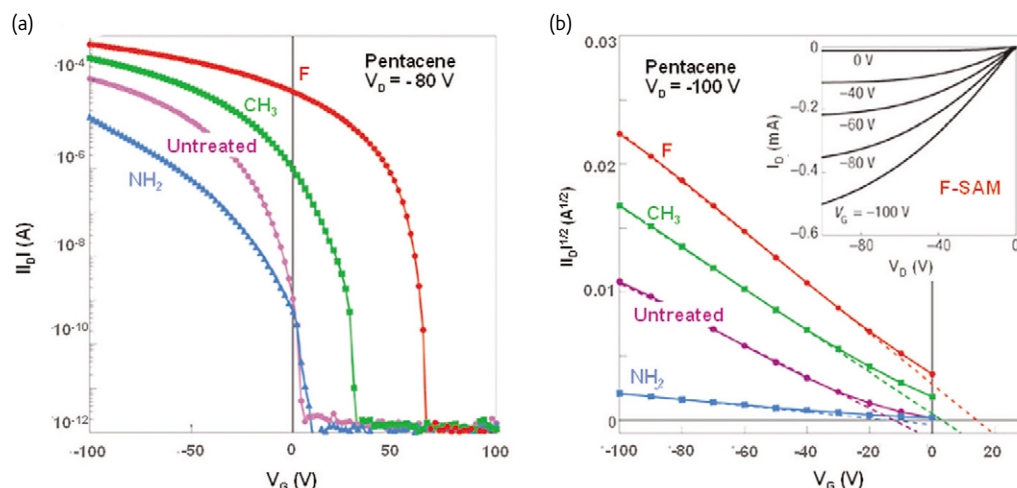 (a)
Pentacene
V_D = -80 V
F
CH₃
Untreated
NH₂
10⁻⁴
10⁻⁶
10⁻⁸
10⁻¹⁰
10⁻¹²
|I_D| (A)
-100
-50
0
50
100
V_G (V)
(b)
0.03
0.02
0.01
0
|I_D|^{1/2} (A^{1/2})
Pentacene
V_D = -100 V
F
CH₃
Untreated
NH₂
-100
-80
-60
-40
-20
0
20
V_G (V)
0
-0.2
-0.4
-0.6
I_D (mA)
0 V
-40 V
-60 V
-80 V
V_G = -100 V
F-SAM
-80
-40
0
V_D (V)